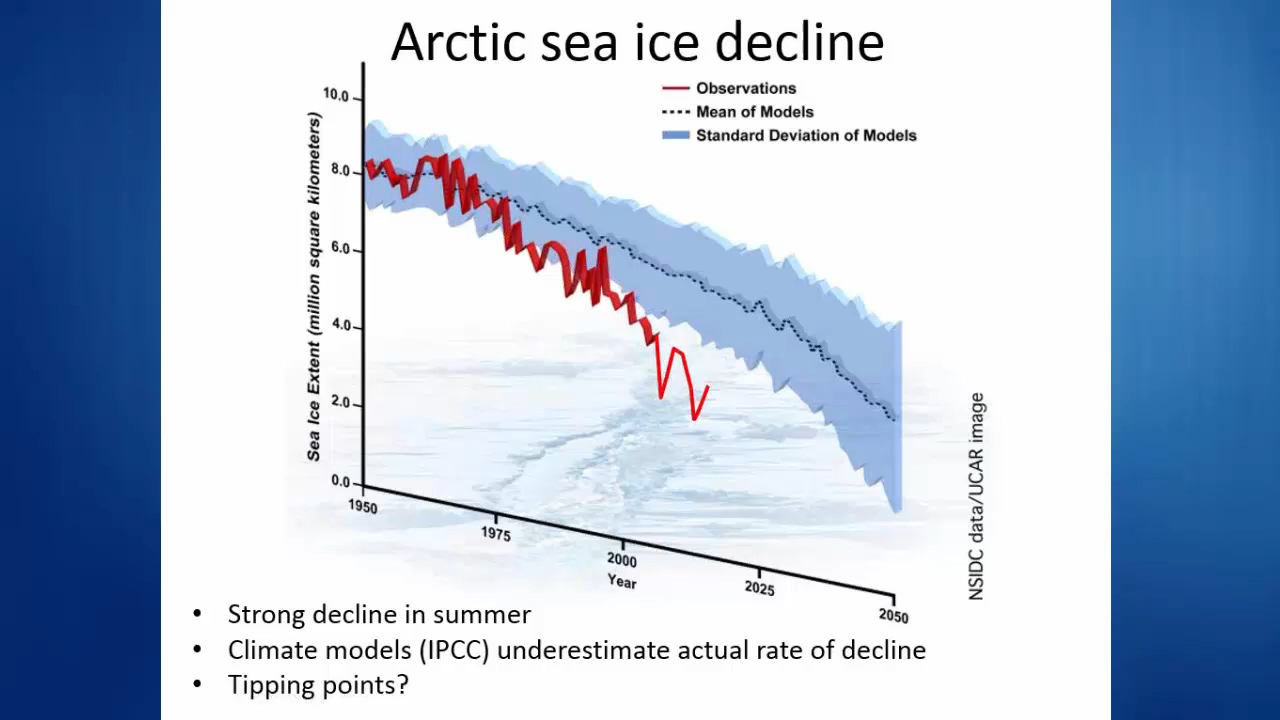 Arctic sea ice decline
Observations
Mean of Models
Standard Deviation of Models
Sea Ice Extent (million square kilometers)
10.0
8.0
6.0
4.0
2.0
0.0
1950
1975
2000
2025
2050
Year
NSIDC data/UCAR image
• Strong decline in summer
• Climate models (IPCC) underestimate actual rate of decline
• Tipping points?